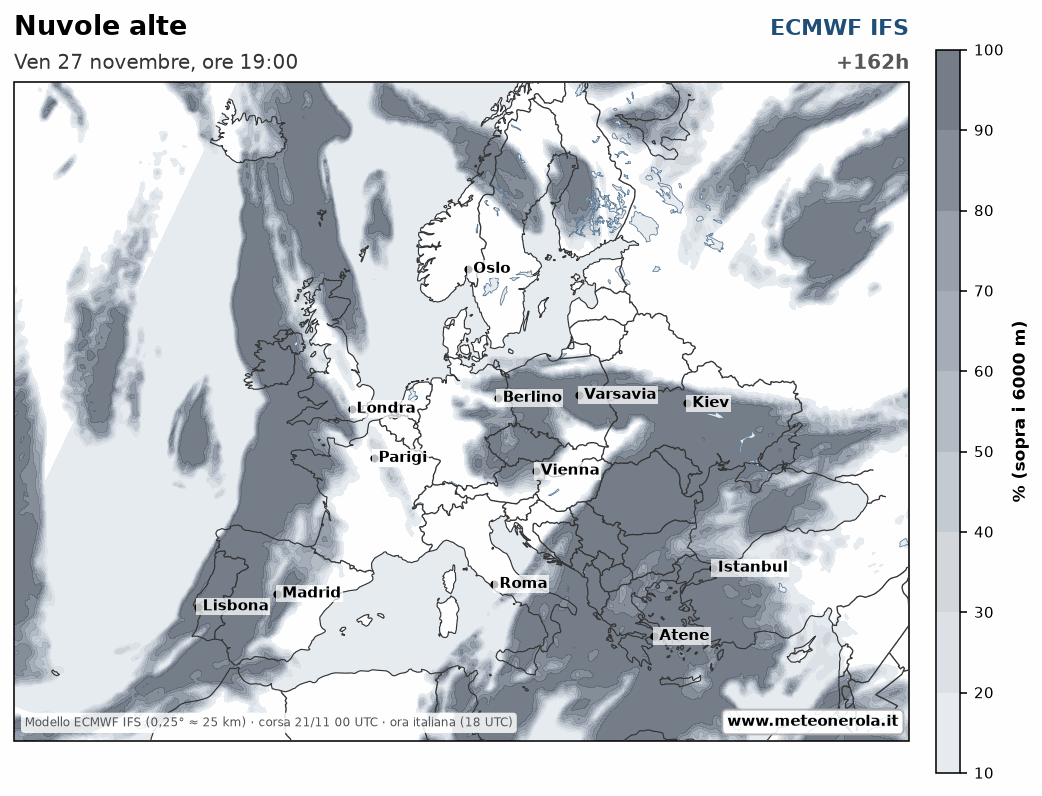 Nuvole alte
ECMWF IFS
Ven 27 novembre, ore 19:00
+162h
Oslo
Berlino
Varsavia
Kiev
Londra
Parigi
Vienna
Istanbul
Roma
Madrid
Lisbona
Atene
Modello ECMWF IFS (0,25° ≈ 25 km) · corsa 21/11 00 UTC · ora italiana (18 UTC)
www.meteonerola.it
100
90
80
70
60
50
40
30
20
10
% (sopra i 6000 m)